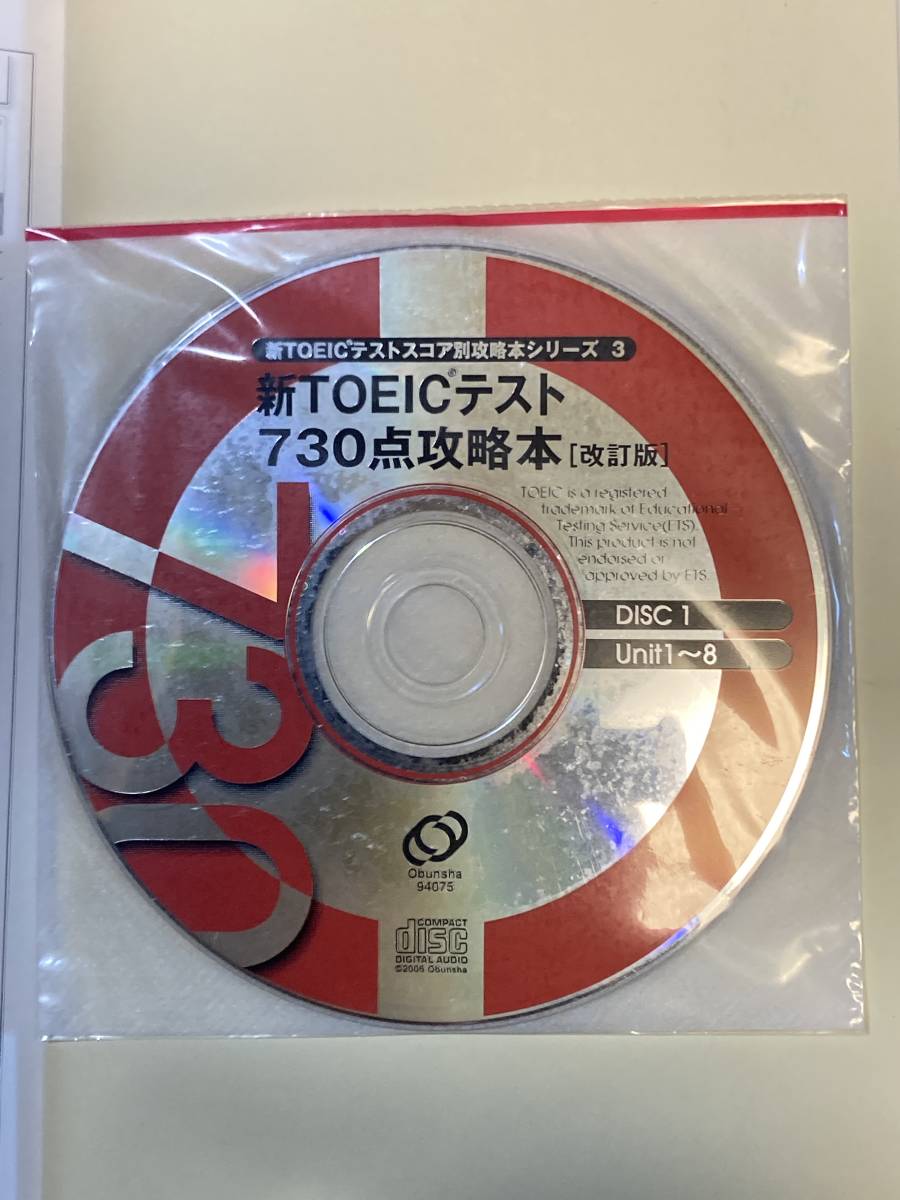 新TOEIC®テストスコア別攻略本シリーズ 3
新TOEIC®テスト
730点攻略本[改訂版]
TOEIC is a registered
trademark of Educational
Testing Service(ETS).
This product is not
endorsed or
approved by ETS.
DISC 1
Unit1〜8
730
Obunsha
94075
COMPACT
disc
DIGITAL AUDIO
©2006 Obunsha